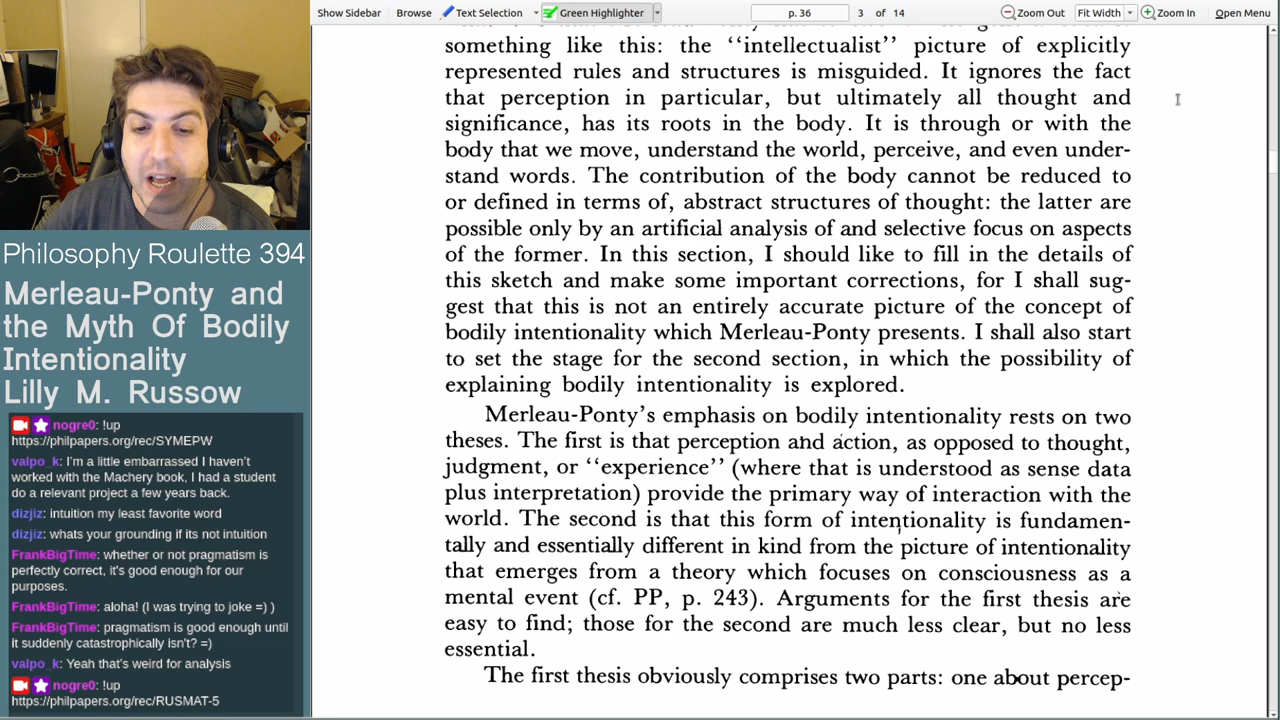 Show Sidebar Browse Text Selection Green Highlighter p. 36 3 of 14 Zoom Out Fit Width Zoom In Open Menu
something like this: the ‘‘intellectualist’’ picture of explicitly
represented rules and structures is misguided. It ignores the fact
that perception in particular, but ultimately all thought and
significance, has its roots in the body. It is through or with the
body that we move, understand the world, perceive, and even under-
stand words. The contribution of the body cannot be reduced to
or defined in terms of, abstract structures of thought: the latter are
possible only by an artificial analysis of and selective focus on aspects
of the former. In this section, I should like to fill in the details of
this sketch and make some important corrections, for I shall sug-
gest that this is not an entirely accurate picture of the concept of
bodily intentionality which Merleau-Ponty presents. I shall also start
to set the stage for the second section, in which the possibility of
explaining bodily intentionality is explored.
Merleau-Ponty's emphasis on bodily intentionality rests on two
theses. The first is that perception and action, as opposed to thought,
judgment, or ‘‘experience’’ (where that is understood as sense data
plus interpretation) provide the primary way of interaction with the
world. The second is that this form of intentionality is fundamen-
tally and essentially different in kind from the picture of intentionality
that emerges from a theory which focuses on consciousness as a
mental event (cf. PP, p. 243). Arguments for the first thesis are
easy to find; those for the second are much less clear, but no less
essential.
The first thesis obviously comprises two parts: one about percep-
Philosophy Roulette 394
Merleau-Ponty and
the Myth Of Bodily
Intentionality
Lilly M. Russow
nogre0: !up
https://philpapers.org/rec/SYMEPW
valpo_k: I'm a little embarrassed I haven't
worked with the Machery book, I had a student
do a relevant project a few years back.
dizjiz: intuition my least favorite word
dizjiz: whats your grounding if its not intuition
FrankBigTime: whether or not pragmatism is
perfectly correct, it's good enough for our
purposes.
FrankBigTime: aloha! (I was trying to joke =) )
FrankBigTime: pragmatism is good enough until
it suddenly catastrophically isn't? =)
valpo_k: Yeah that's weird for analysis
nogre0: !up
https://philpapers.org/rec/RUSMAT-5